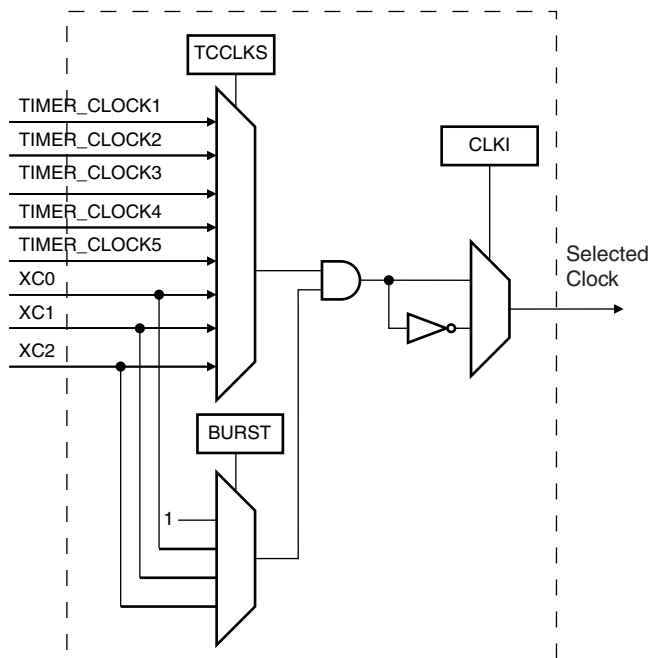 TCCLKS
TIMER_CLOCK1
TIMER_CLOCK2
TIMER_CLOCK3
TIMER_CLOCK4
TIMER_CLOCK5
XC0
XC1
XC2
CLKI
Selected
Clock
BURST
1